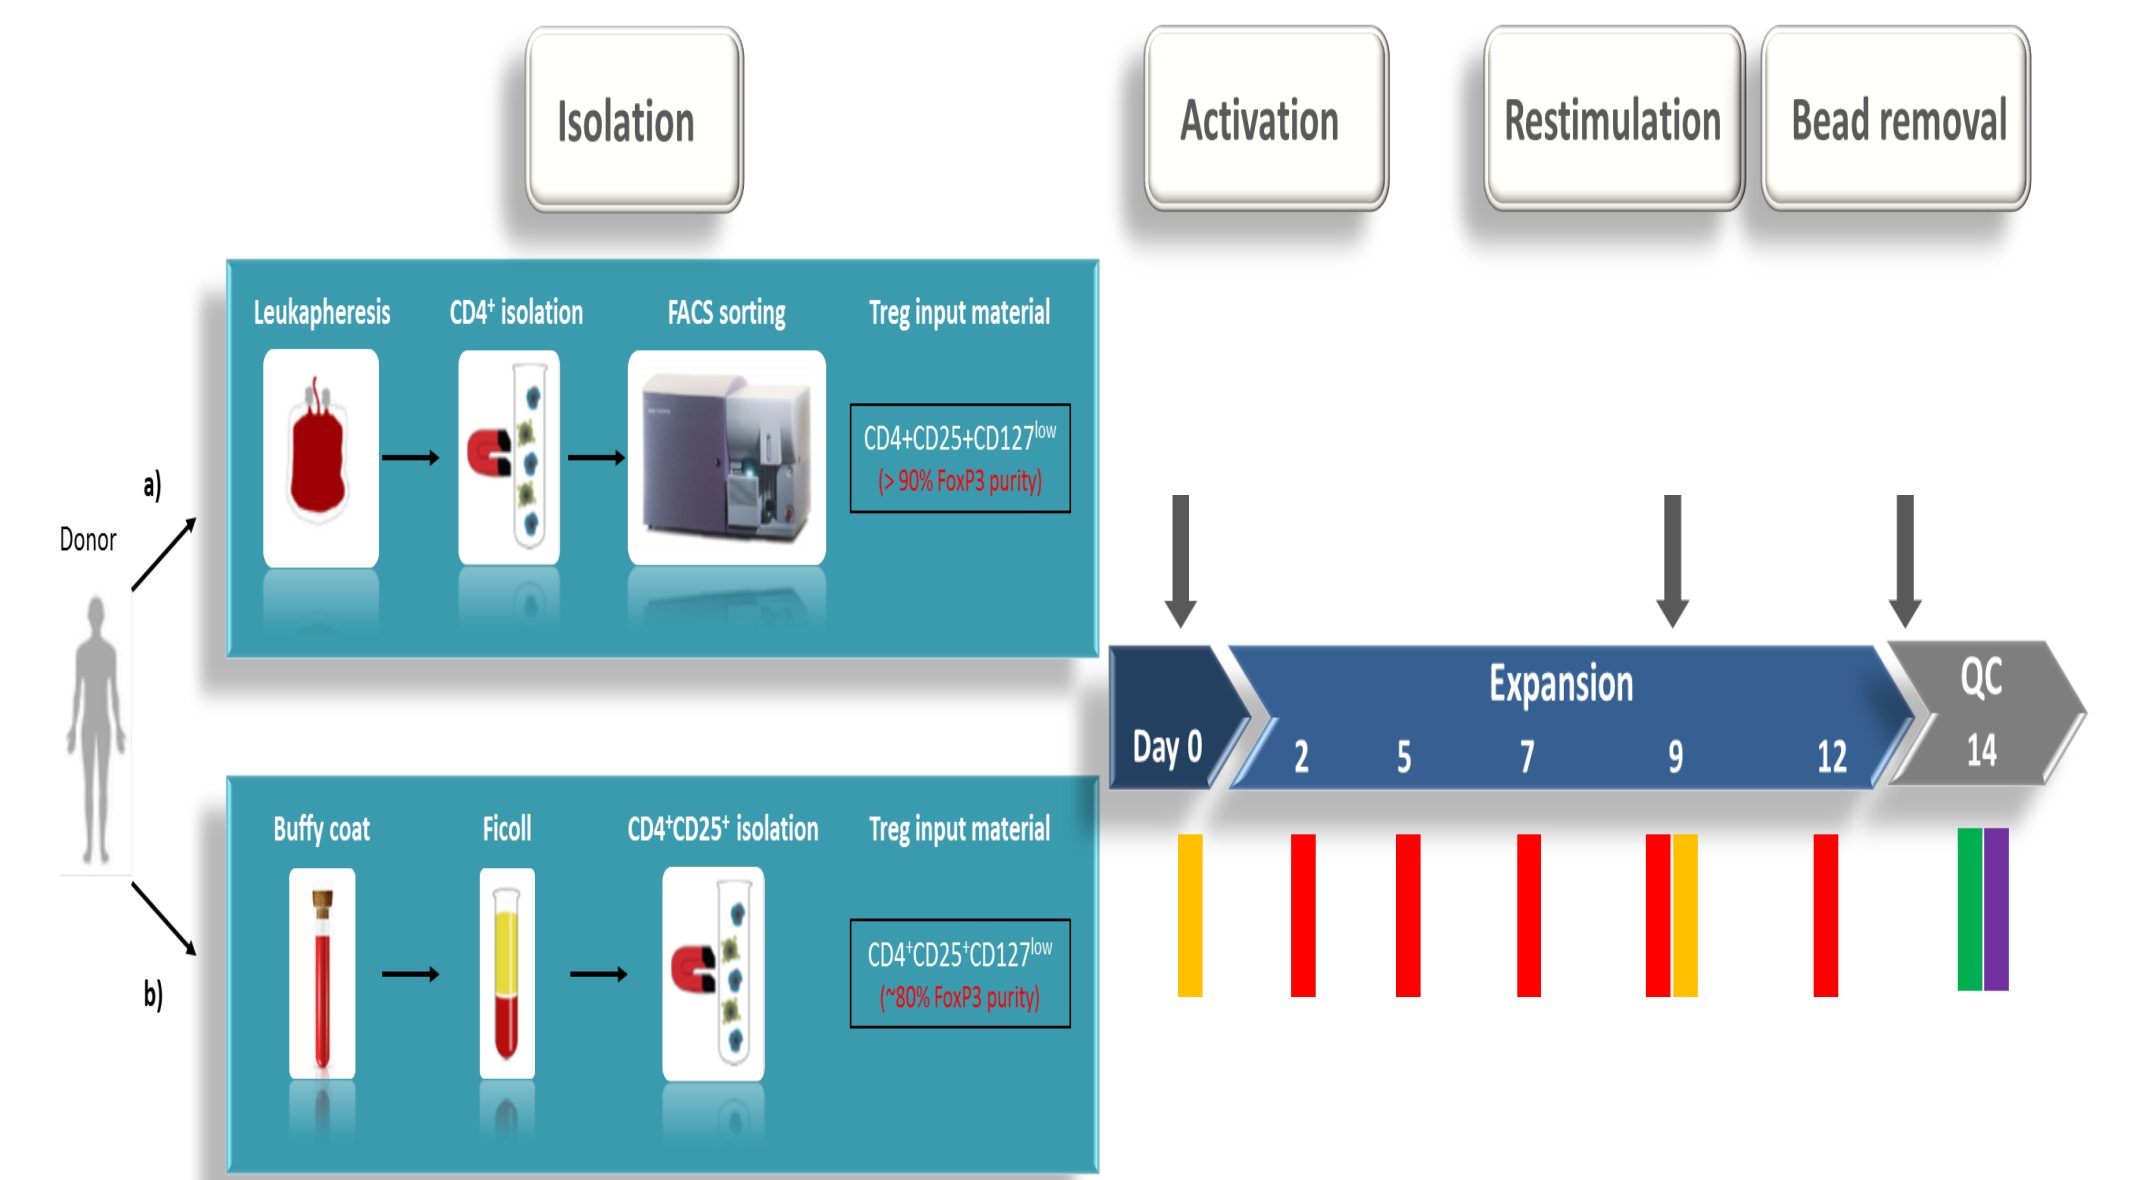 Isolation
Activation
Restimulation
Bead removal
Leukapheresis
CD4⁺ isolation
FACS sorting
Treg input material
CD4+CD25+CD127ˡᵒʷ
(> 90% FoxP3 purity)
a)
Donor
Expansion
QC
Day 0
2
5
7
9
12
14
Buffy coat
Ficoll
CD4⁺CD25⁺ isolation
Treg input material
CD4⁺CD25⁺CD127ˡᵒʷ
(~80% FoxP3 purity)
b)